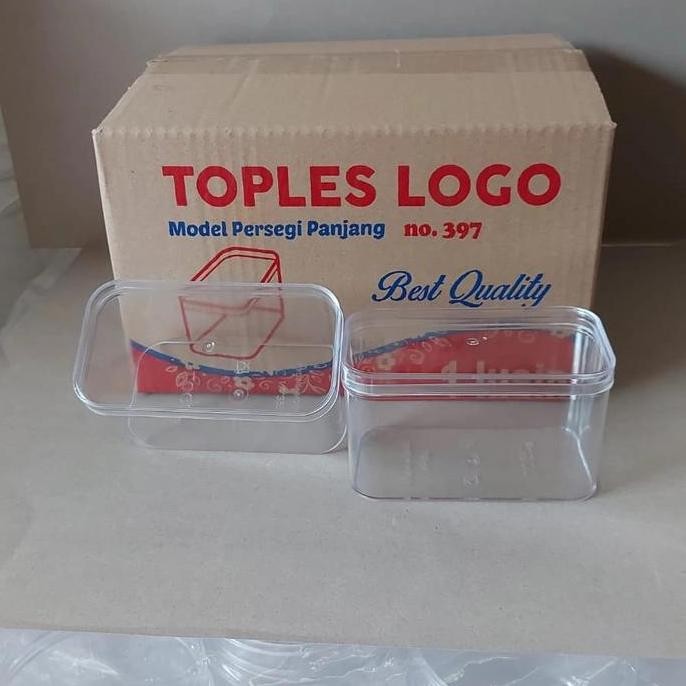 TOPLES LOGO
Model Persegi Panjang no. 397
Best Quality